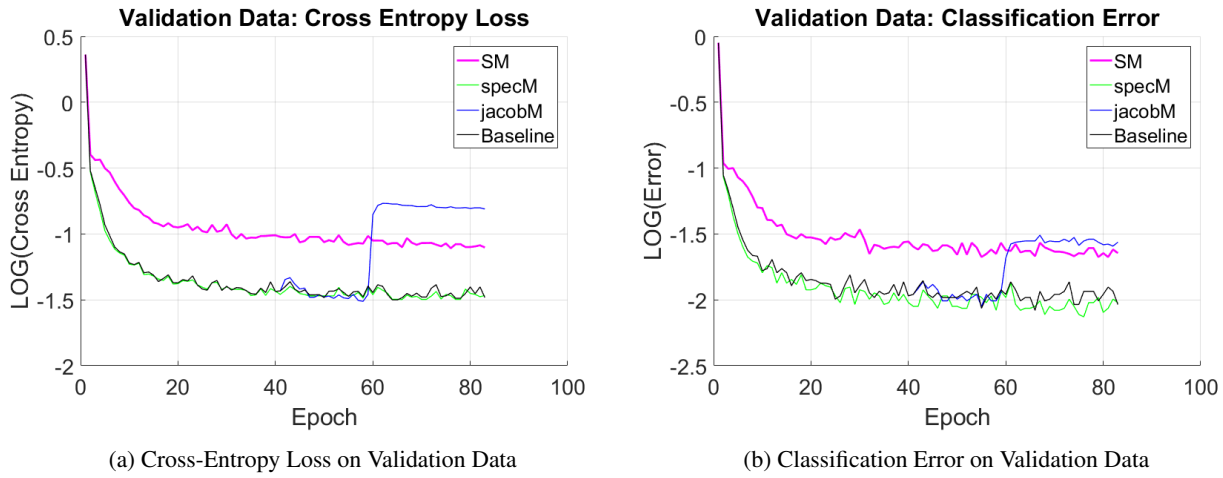 Validation Data: Cross Entropy Loss
LOG(Cross Entropy)
0.5
0
-0.5
-1
-1.5
-2
0
20
40
60
80
100
Epoch
SM
specM
jacobM
Baseline
(a) Cross-Entropy Loss on Validation Data
Validation Data: Classification Error
LOG(Error)
0
-0.5
-1
-1.5
-2
-2.5
0
20
40
60
80
100
Epoch
SM
specM
jacobM
Baseline
(b) Classification Error on Validation Data